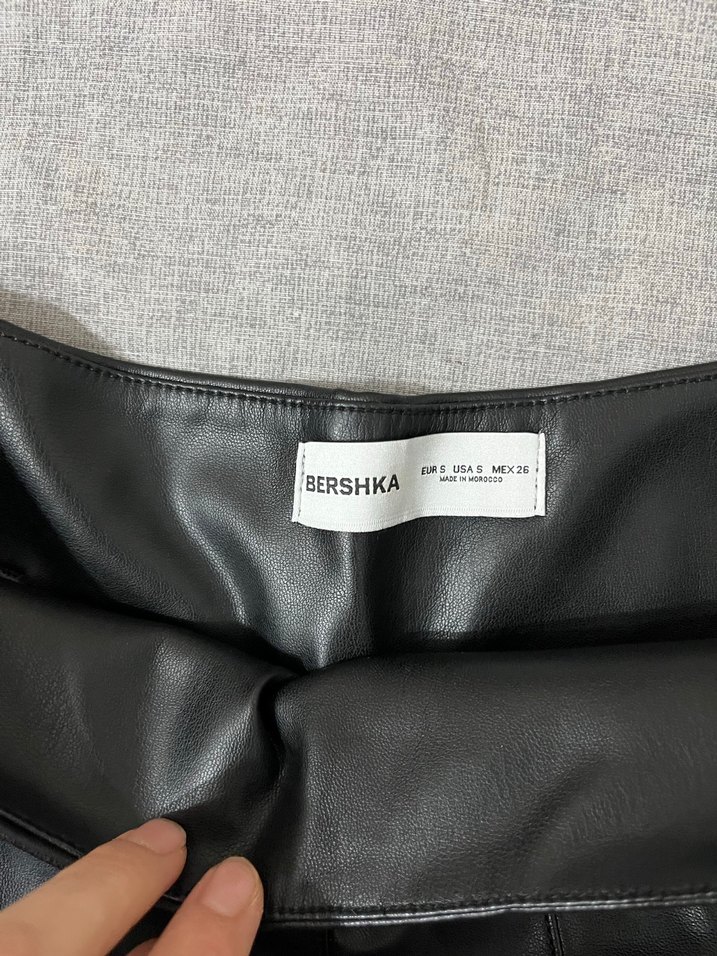 BERSHKA
EUR S USA S MEX 26
MADE IN MOROCCO